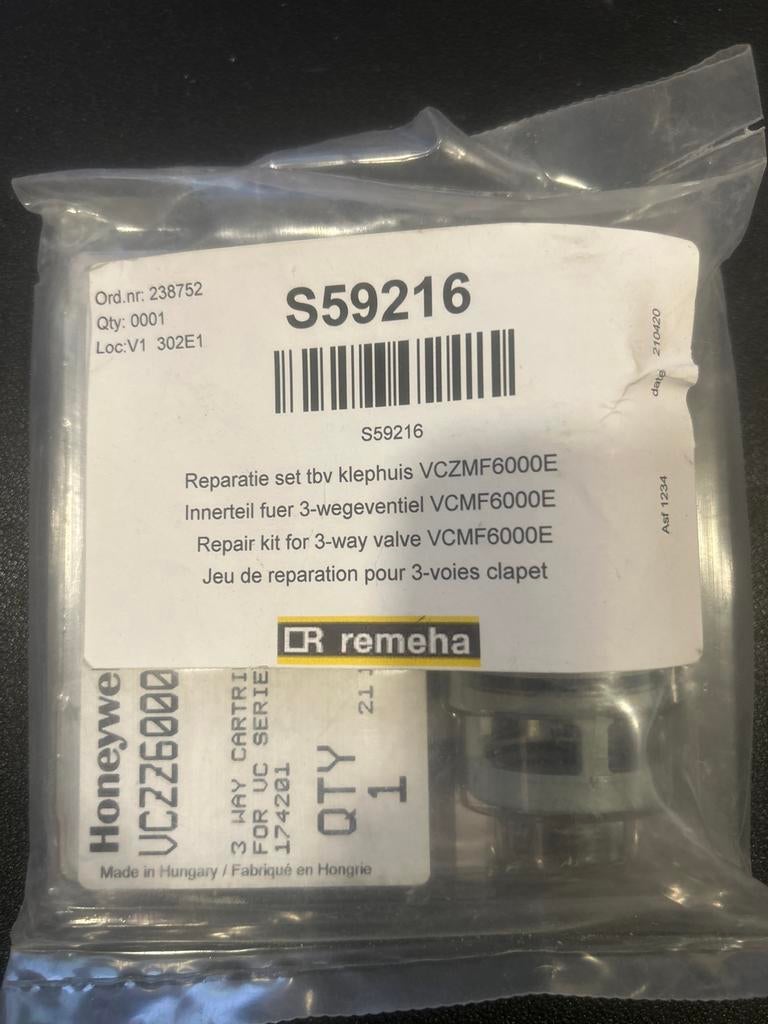 Ord.nr: 238752
Qty: 0001
Loc:V1 302E1
S59216
S59216
date 210420
Asf 1234
Reparatie set tbv klephuis VCZMF6000E
Innerteil fuer 3-wegeventiel VCMF6000E
Repair kit for 3-way valve VCMF6000E
Jeu de reparation pour 3-voies clapet
remeha
Honeywe
VCZZ6000
3 WAY CARTRI
FOR VC SERIE
174201
QTY
1
21
Made in Hungary / Fabriqué en Hongrie